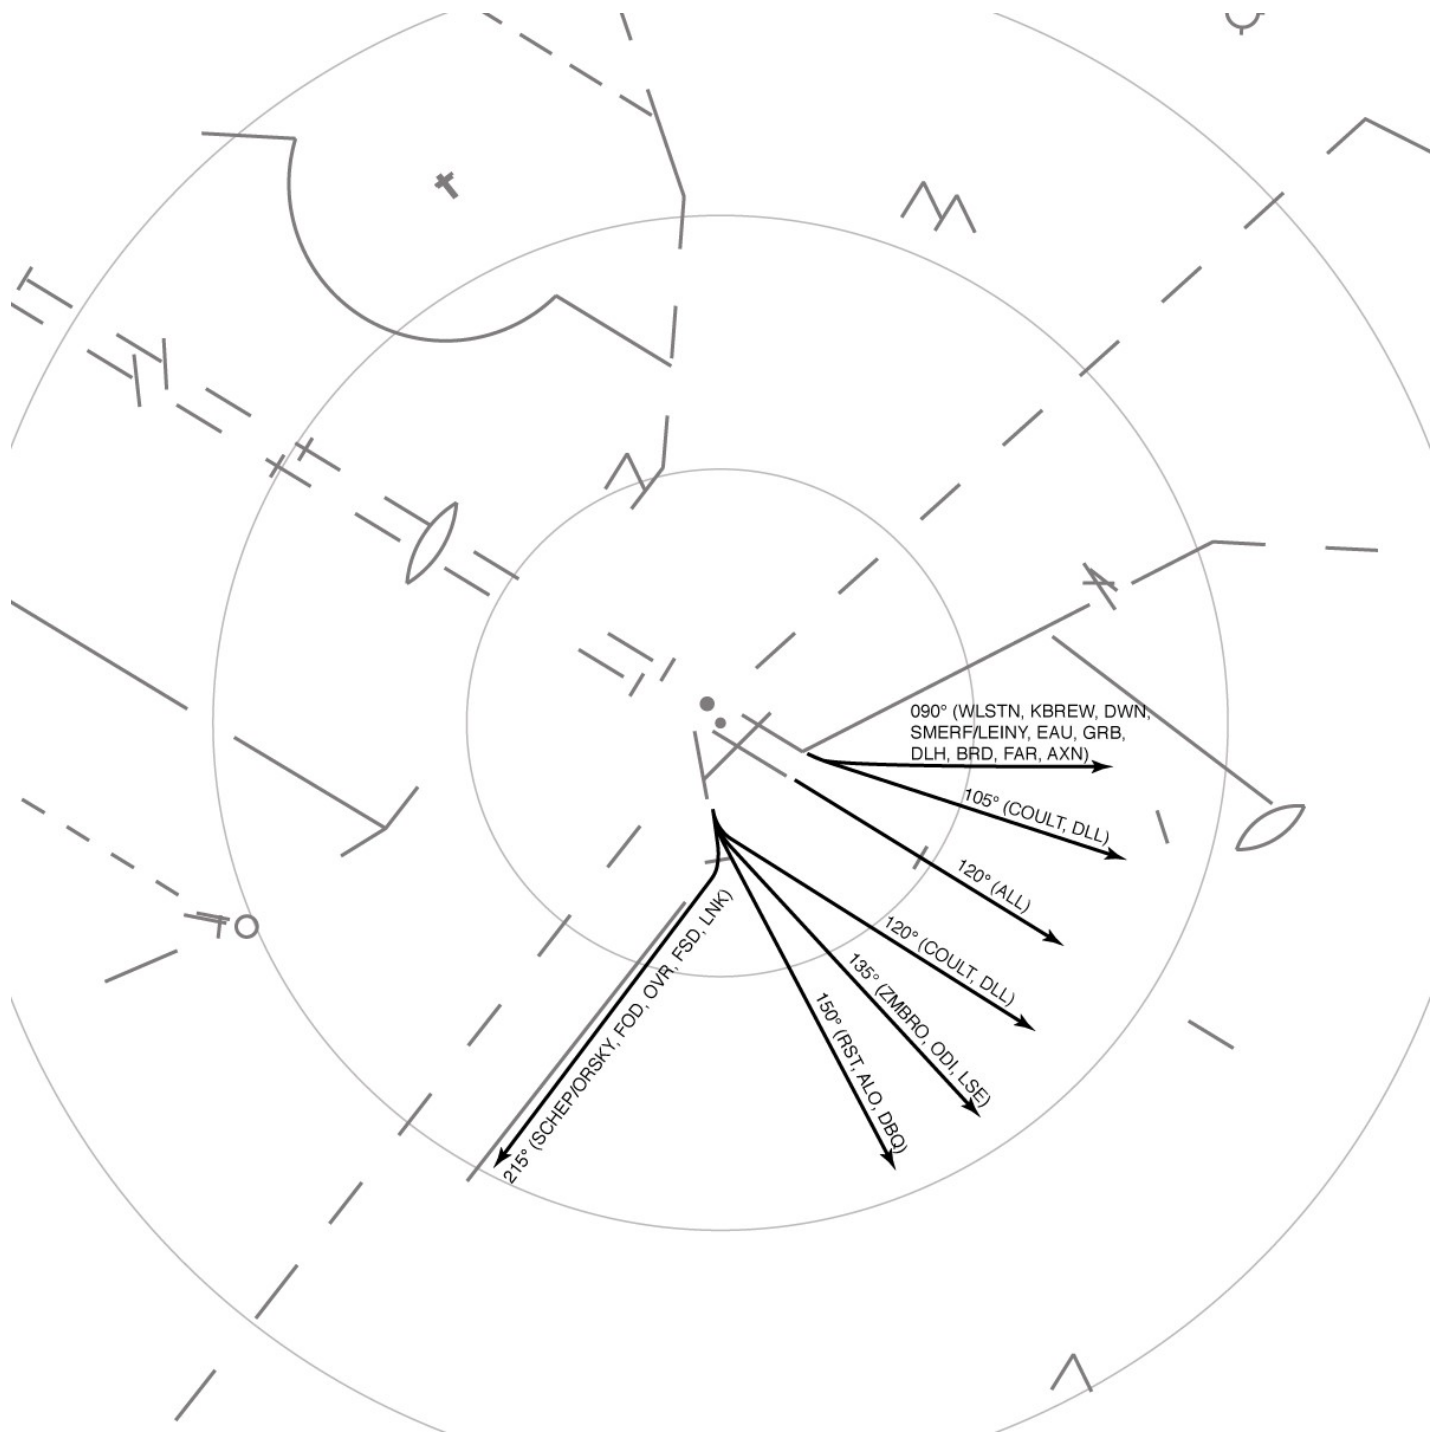 090° (WLSTN, KBREW, DWN,
SMERF/LEINY, EAU, GRB,
DLH, BRD, FAR, AXN)
105° (COULT, DLL)
120° (ALL)
120° (COULT, DLL)
135° (ZMBRO, ODI, LSE)
150° (RST, ALO, DBQ)
215° (SCHEP/ORSKY, FOD, OVR, FSD, LNK)